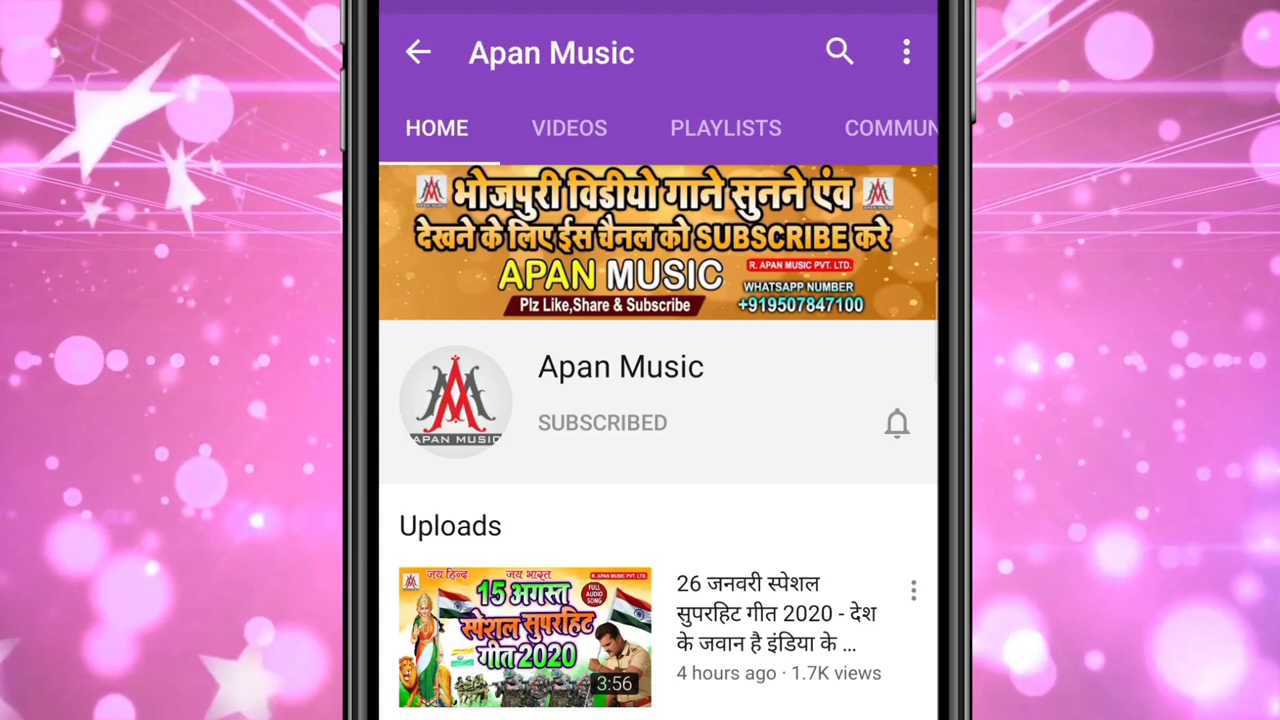 Apan Music
HOME VIDEOS PLAYLISTS COMMUN
भोजपुरी विडीयो गाने सुनने एंव
देखने के लिए ईस चैनल को SUBSCRIBE करे
APAN MUSIC
R. APAN MUSIC PVT. LTD.
WHATSAPP NUMBER
+919507847100
Plz Like,Share & Subscribe
Apan Music
SUBSCRIBED
APAN MUSIC
Uploads
जय हिन्द जय भारत
R. APAN MUSIC PVT. LTD
15 अगस्त
FULL AUDIO SONG
स्पेशल सुपरहिट
गीत 2020
3:56
26 जनवरी स्पेशल
सुपरहिट गीत 2020 - देश
के जवान है इंडिया के ...
4 hours ago · 1.7K views